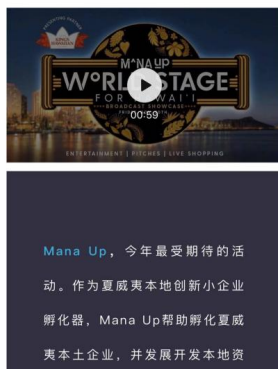 MANA UP
WORLD STAGE
FOR HAWAI'I
BROADCAST SHOWCASE
00:59
ENTERTAINMENT | PITCHES | LIVE SHOPPING
Mana Up，今年最受期待的活
动。作为夏威夷本地创新小企业
孵化器，Mana Up帮助孵化夏威
夷本土企业，并发展开发本地资